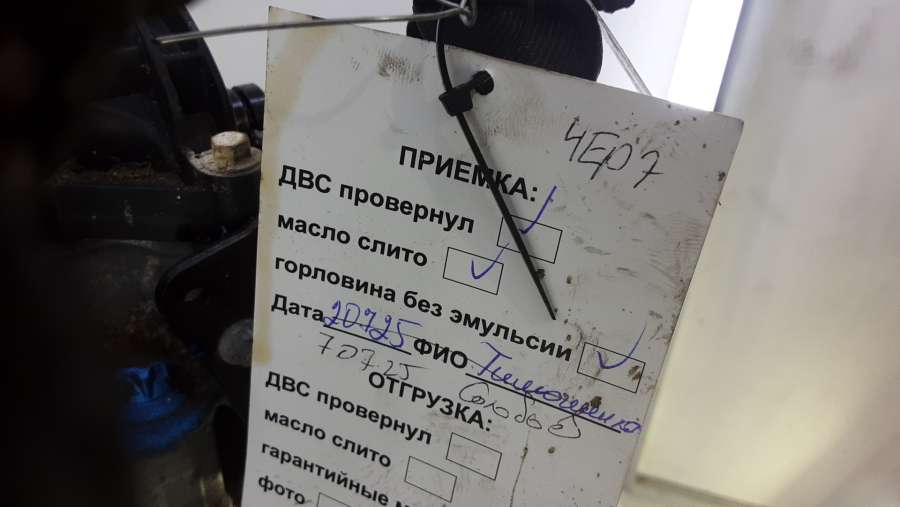 ЧЕР7
ПРИЕМКА:
ДВС провернул
масло слито
горловина без эмульсии
Дата 20725 ФИО Тимошенко
70725
ОТГРУЗКА:
ДВС провернул
масло слито
гарантийные
фото